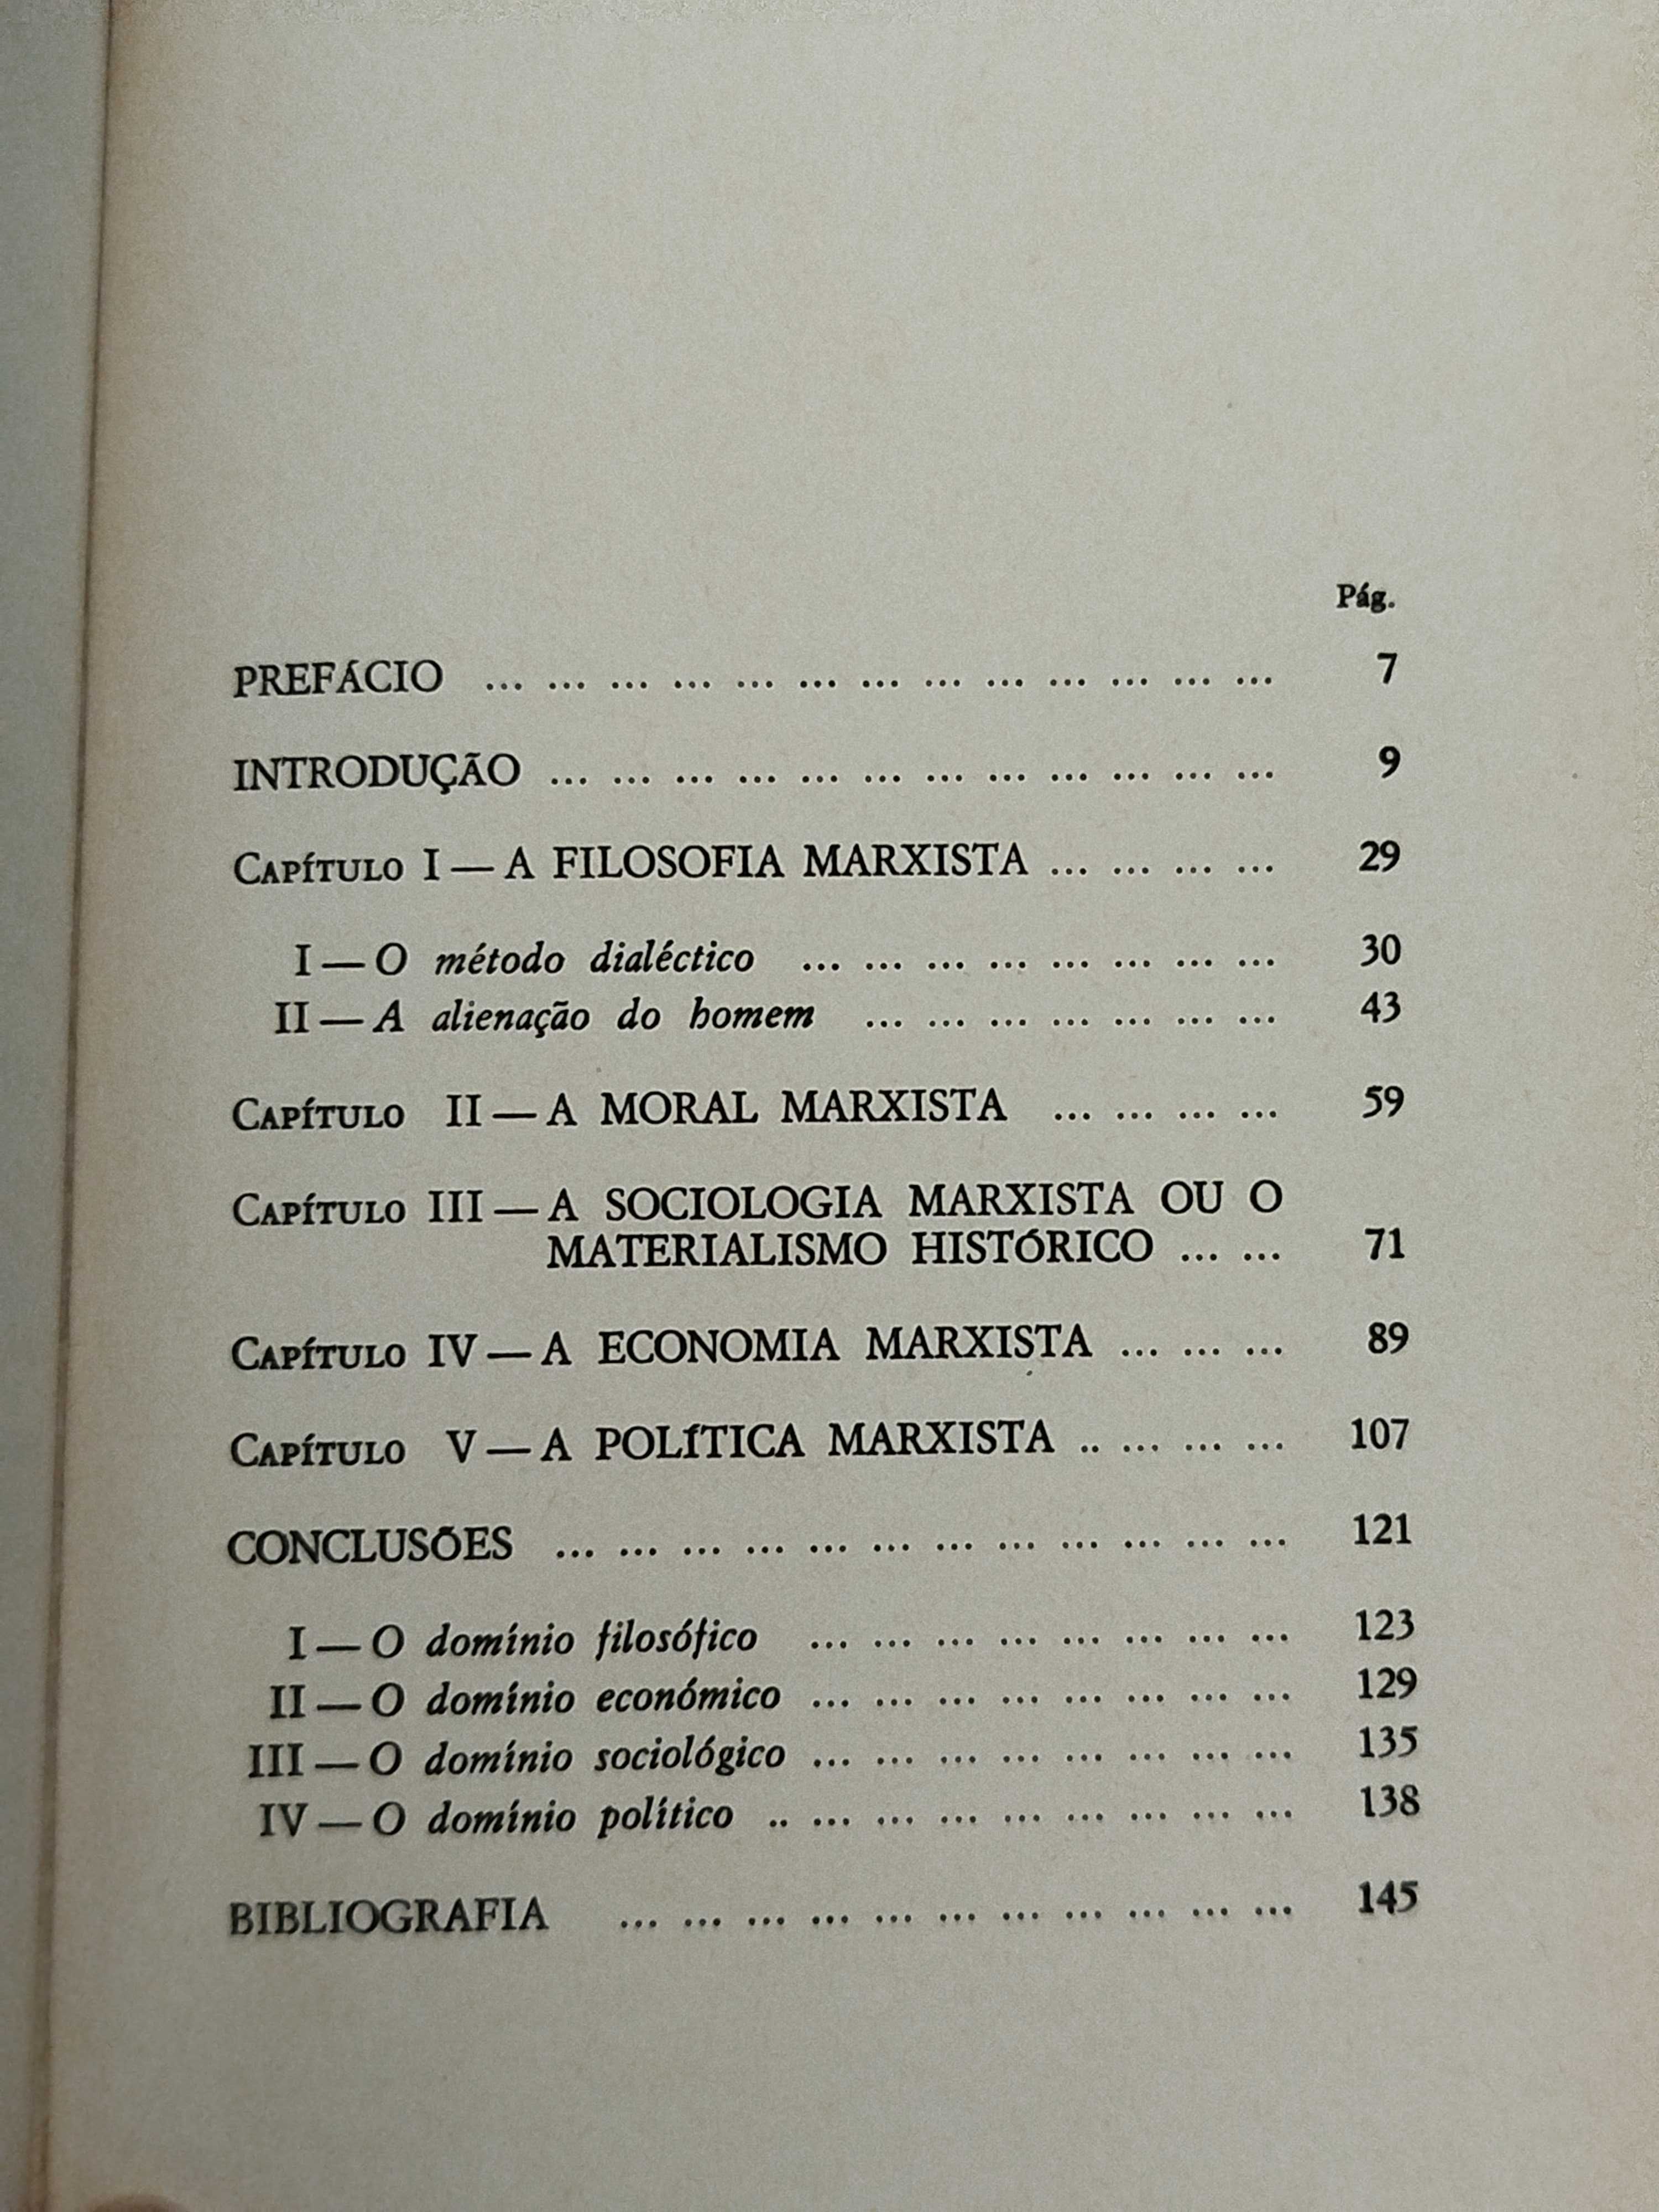 Pág.
PREFÁCIO ... ... ... ... ... ... ... ... ... ... ... ... ... 7
INTRODUÇÃO ... ... ... ... ... ... ... ... ... ... ... ... 9
CAPÍTULO I — A FILOSOFIA MARXISTA ... ... ... ... 29
I — O método dialéctico ... ... ... ... ... ... ... ... 30
II — A alienação do homem ... ... ... ... ... ... ... 43
CAPÍTULO II — A MORAL MARXISTA ... ... ... ... 59
CAPÍTULO III — A SOCIOLOGIA MARXISTA OU O
MATERIALISMO HISTÓRICO ... ... 71
CAPÍTULO IV — A ECONOMIA MARXISTA ... ... ... 89
CAPÍTULO V — A POLÍTICA MARXISTA .. ... ... ... 107
CONCLUSÕES ... ... ... ... ... ... ... ... ... ... ... ... 121
I — O domínio filosófico ... ... ... ... ... ... ... ... 123
II — O domínio económico ... ... ... ... ... ... ... ... 129
III — O domínio sociológico ... ... ... ... ... ... ... ... 135
IV — O domínio político .. ... ... ... ... ... ... ... ... 138
BIBLIOGRAFIA ... ... ... ... ... ... ... ... ... ... ... 145